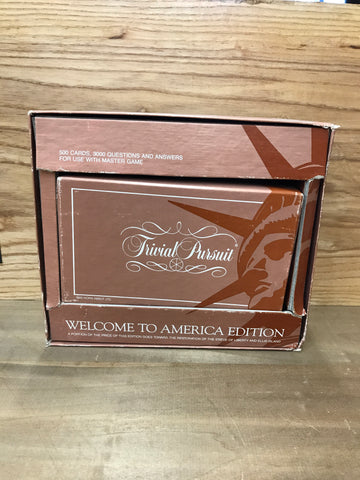 500 CARDS, 3000 QUESTIONS AND ANSWERS
FOR USE WITH MASTER GAME
Trivial Pursuit
WELCOME TO AMERICA EDITION
A PORTION OF THE PRICE OF THIS EDITION GOES TOWARD THE RESTORATION OF THE STATUE OF LIBERTY AND ELLIS ISLAND